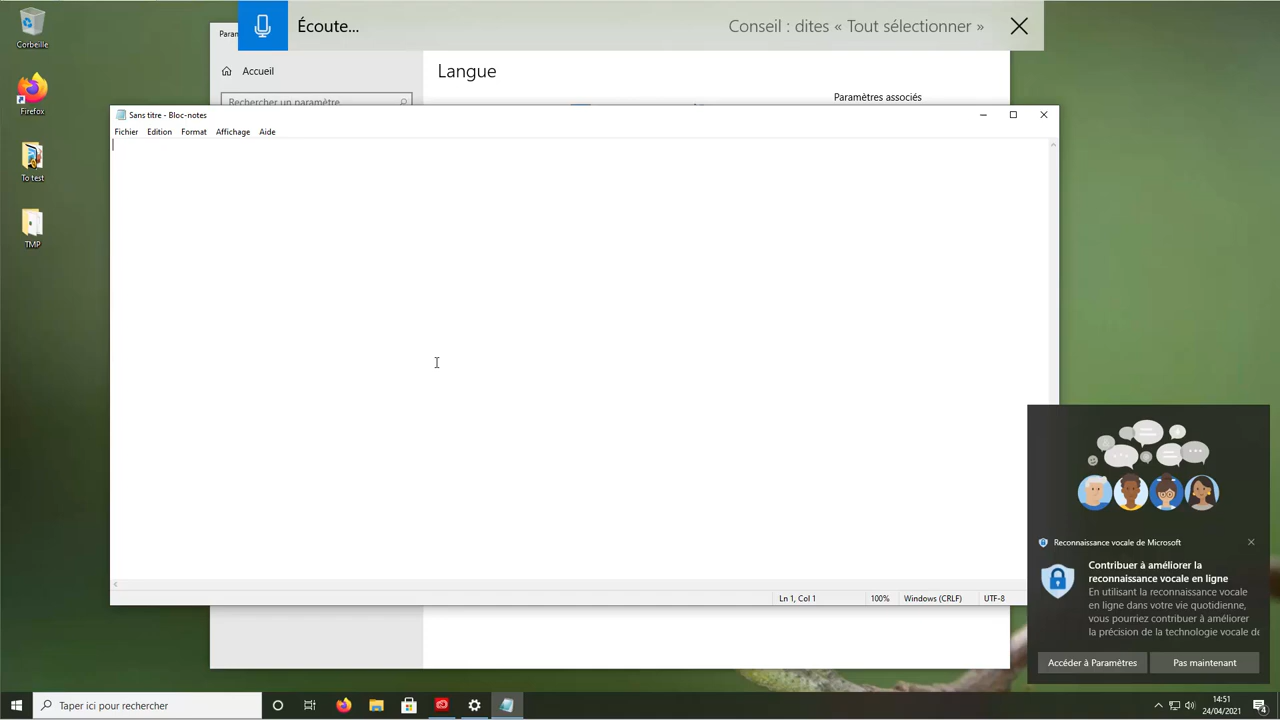 Écoute...
Conseil : dites « Tout sélectionner »
Corbeille
Firefox
To test
TMP
Accueil
Rechercher un paramètre
Langue
Paramètres associés
Sans titre - Bloc-notes
Fichier Edition Format Affichage Aide
Ln 1, Col 1 100% Windows (CRLF) UTF-8
Reconnaissance vocale de Microsoft
Contribuer à améliorer la
reconnaissance vocale en ligne
En utilisant la reconnaissance vocale
en ligne dans votre vie quotidienne,
vous pourriez contribuer à améliorer
la précision de la technologie vocale
Accéder à Paramètres Pas maintenant
Taper ici pour rechercher
14:51
24/04/2021
4